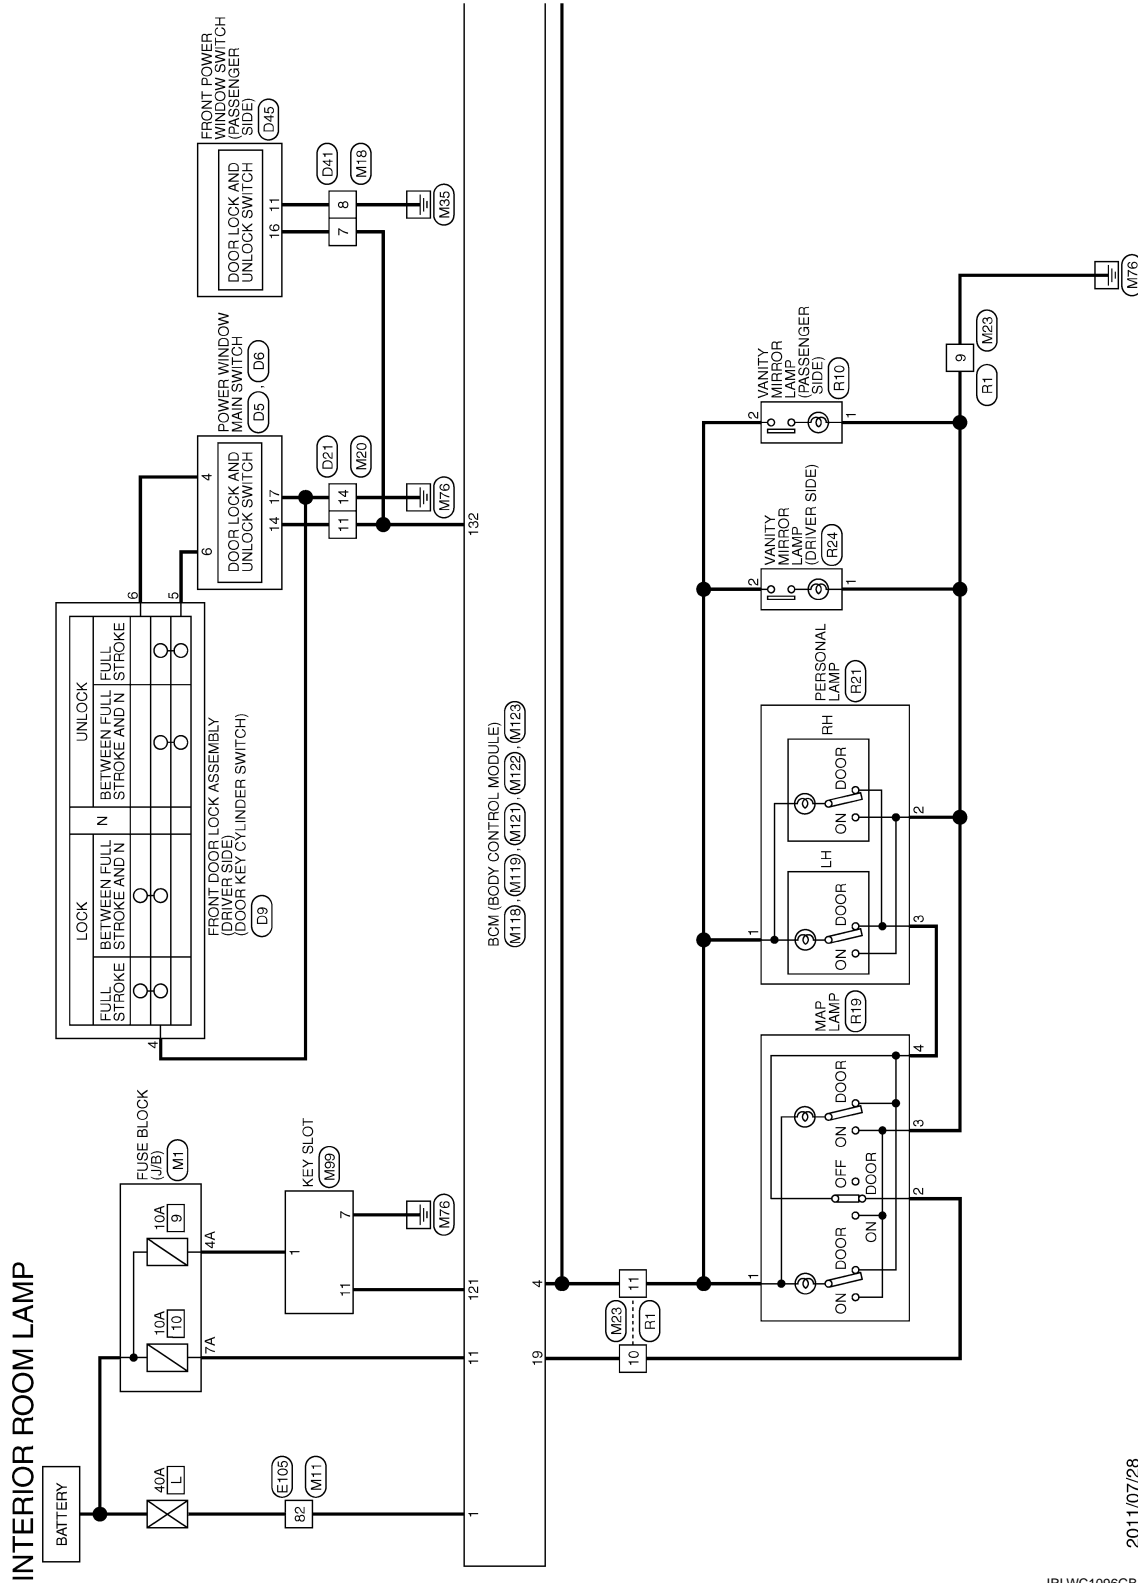 INTERIOR ROOM LAMP
BATTERY
40A
L
E105
M11
82
1
FUSE BLOCK
(J/B)
M1
10A
10
10A
9
7A
4A
11
KEY SLOT
M99
1
7
11
M76
121
FRONT DOOR LOCK ASSEMBLY
(DRIVER SIDE)
(DOOR KEY CYLINDER SWITCH)
D9
LOCK
N
UNLOCK
FULL
STROKE
BETWEEN FULL
STROKE AND N
BETWEEN FULL
STROKE AND N
FULL
STROKE
4
6
5
POWER WINDOW
MAIN SWITCH
D5 , D6
6
4
DOOR LOCK AND
UNLOCK SWITCH
14
17
D21
M20
11
14
M76
132
FRONT POWER
WINDOW SWITCH
(PASSENGER
SIDE)
D45
DOOR LOCK AND
UNLOCK SWITCH
16
11
D41
M18
7
8
M35
BCM (BODY CONTROL MODULE)
M118 , M119 , M121 , M122 , M123
19
4
10
11
M23
R1
MAP
LAMP
R19
1
ON
DOOR
ON
OFF
DOOR
ON
DOOR
2
3
4
PERSONAL
LAMP
R21
1
LH
ON
DOOR
RH
ON
DOOR
3
2
VANITY
MIRROR
LAMP
(DRIVER SIDE)
R24
2
1
VANITY
MIRROR
LAMP
(PASSENGER
SIDE)
R10
2
1
9
R1
M23
M76
2011/07/28